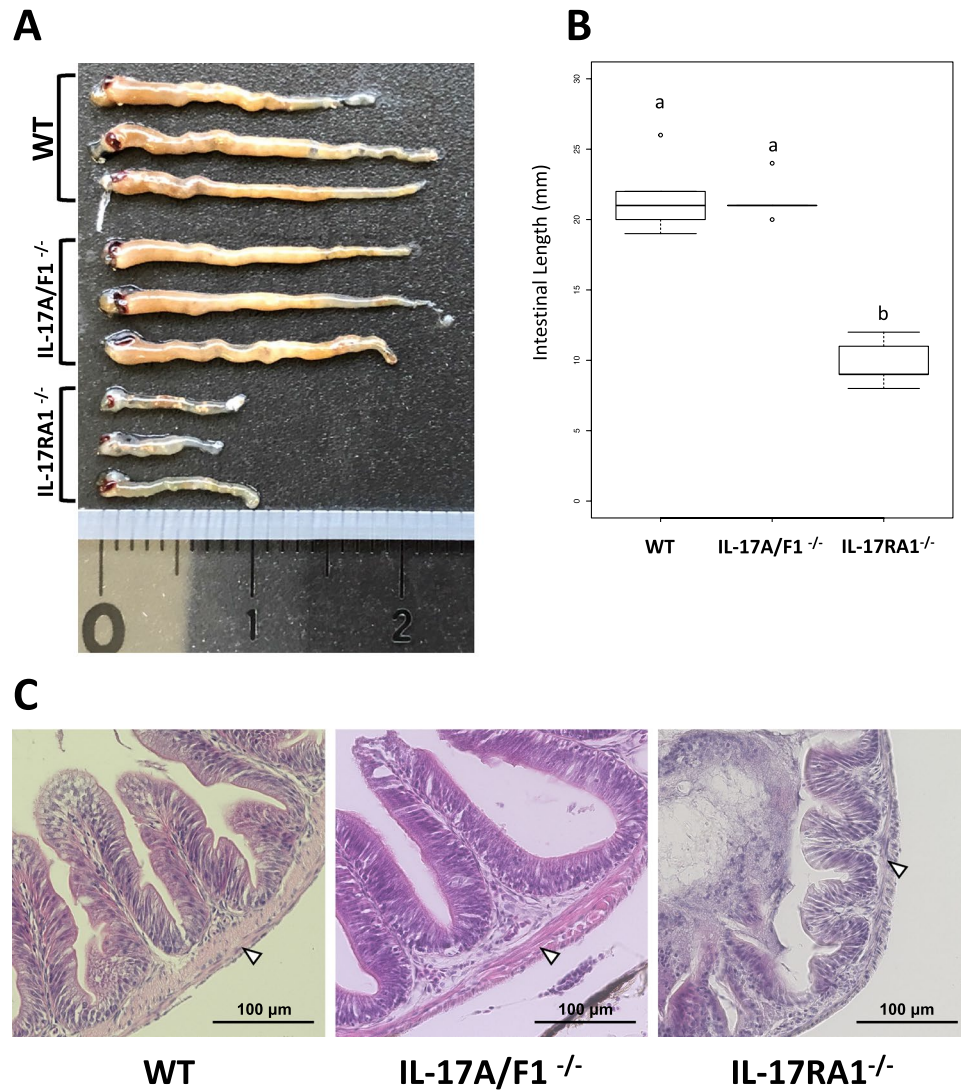 A
WT
IL-17A/F1 -/-
IL-17RA1 -/-
0 1 2
B
Intestinal Length (mm)
30
25
20
15
10
5
0
a
a
b
WT IL-17A/F1 -/- IL-17RA1-/-
C
100 µm 100 µm 100 µm
WT IL-17A/F1 -/- IL-17RA1-/-